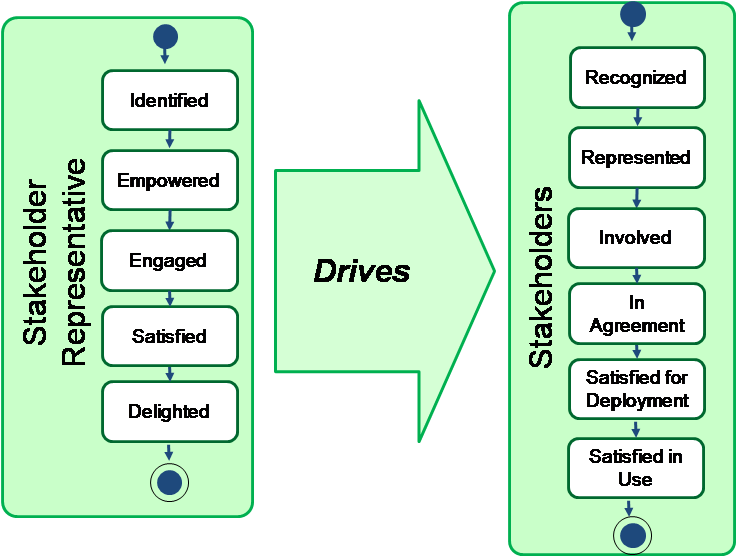 Stakeholder
Representative
Identified
Empowered
Engaged
Satisfied
Delighted
Drives
Stakeholders
Recognized
Represented
Involved
In
Agreement
Satisfied for
Deployment
Satisfied in
Use